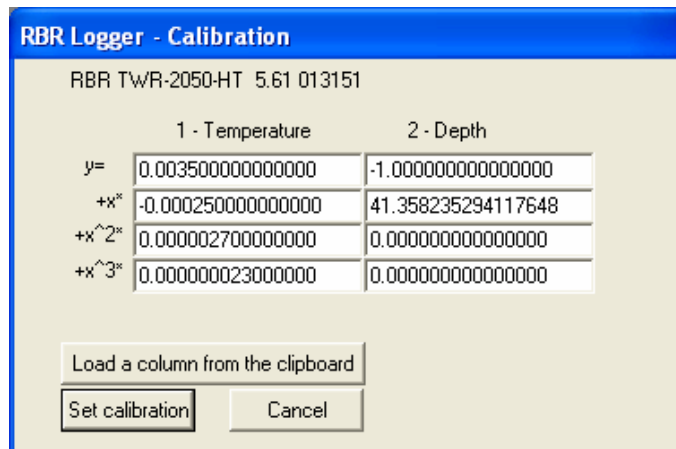 RBR Logger - Calibration
RBR TWR-2050-HT 5.61 013151
1 - Temperature 2 - Depth
y= 0.003500000000000 -1.000000000000000
+x* -0.000250000000000 41.358235294117648
+x^2* 0.000002700000000 0.000000000000000
+x^3* 0.000000023000000 0.000000000000000
Load a column from the clipboard
Set calibration Cancel